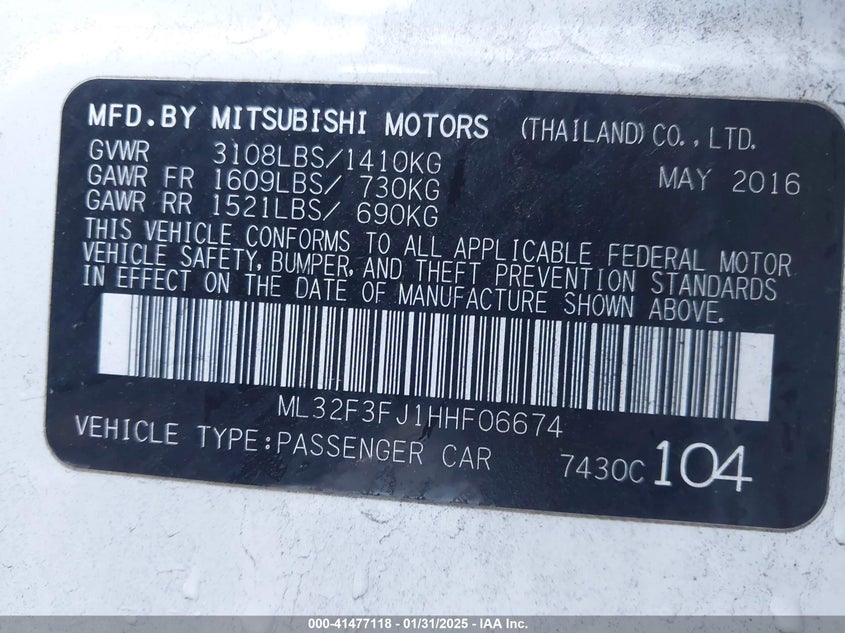 MFD.BY MITSUBISHI MOTORS (THAILAND) CO., LTD.
GVWR 3108LBS/1410KG MAY 2016
GAWR FR 1609LBS/ 730KG
GAWR RR 1521LBS/ 690KG
THIS VEHICLE CONFORMS TO ALL APPLICABLE FEDERAL MOTOR
VEHICLE SAFETY, BUMPER, AND THEFT PREVENTION STANDARDS
IN EFFECT ON THE DATE OF MANUFACTURE SHOWN ABOVE.
ML32F3FJ1HHF06674
VEHICLE TYPE:PASSENGER CAR 7430C 104
000-41477118 - 01/31/2025 - IAA, Inc.